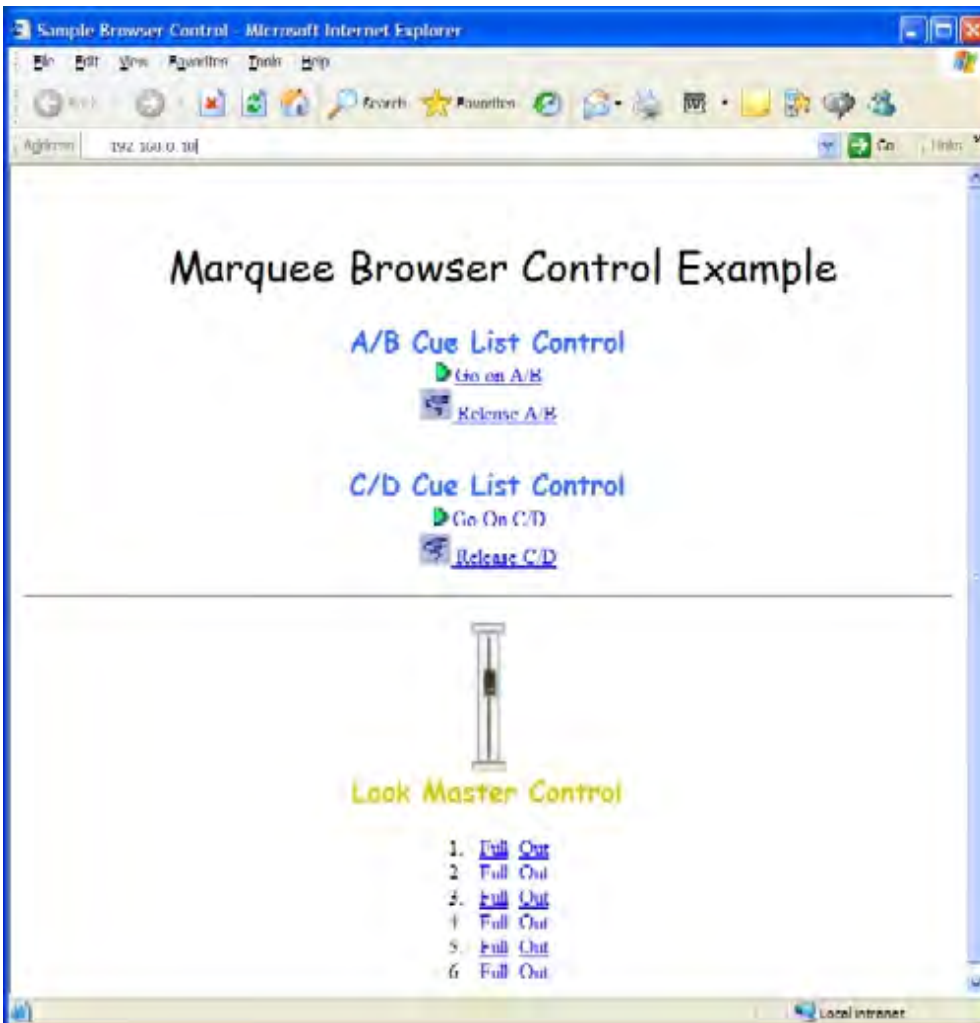 Sample Browser Control - Microsoft Internet Explorer
File Edit View Favorites Tools Help
Back Search Favorites
Address 192.168.0.10 Go Links
Marquee Browser Control Example
A/B Cue List Control
Go on A/B
Release A/B
C/D Cue List Control
Go On C/D
Release C/D
Look Master Control
1. Full Out
2 Full Out
3. Full Out
4 Full Out
5. Full Out
6 Full Out
Local intranet